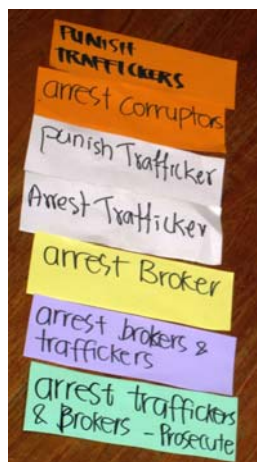 PUNISH
TRAFFICKERS
arrest corruptors
punish Trafficker
Arrest Trafficker
arrest Broker
arrest brokers &
traffickers
arrest traffickers
& Brokers - Prosecute